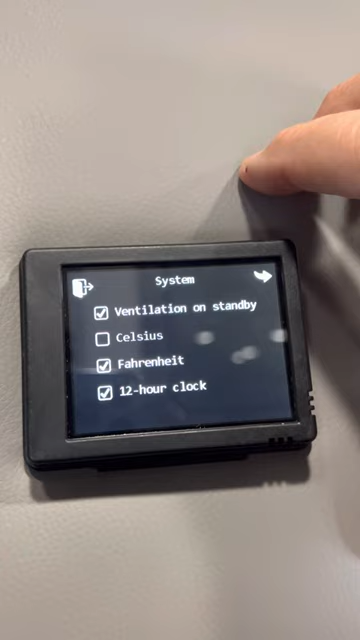 System
Ventilation on standby
Celsius
Fahrenheit
12-hour clock